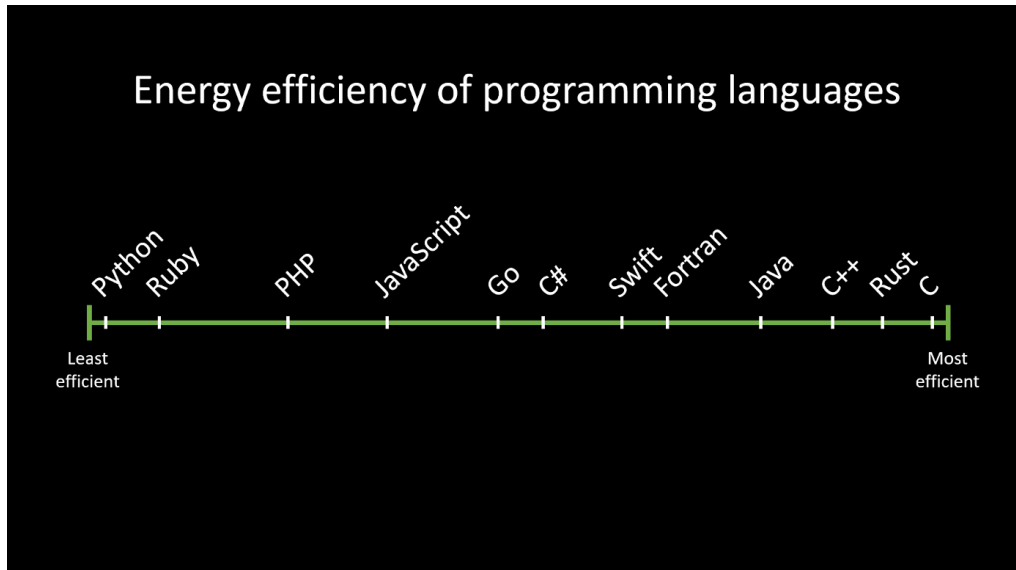 Energy efficiency of programming languages
Python
Ruby
PHP
JavaScript
Go
C#
Swift
Fortran
Java
C++
Rust
C
Least
efficient
Most
efficient